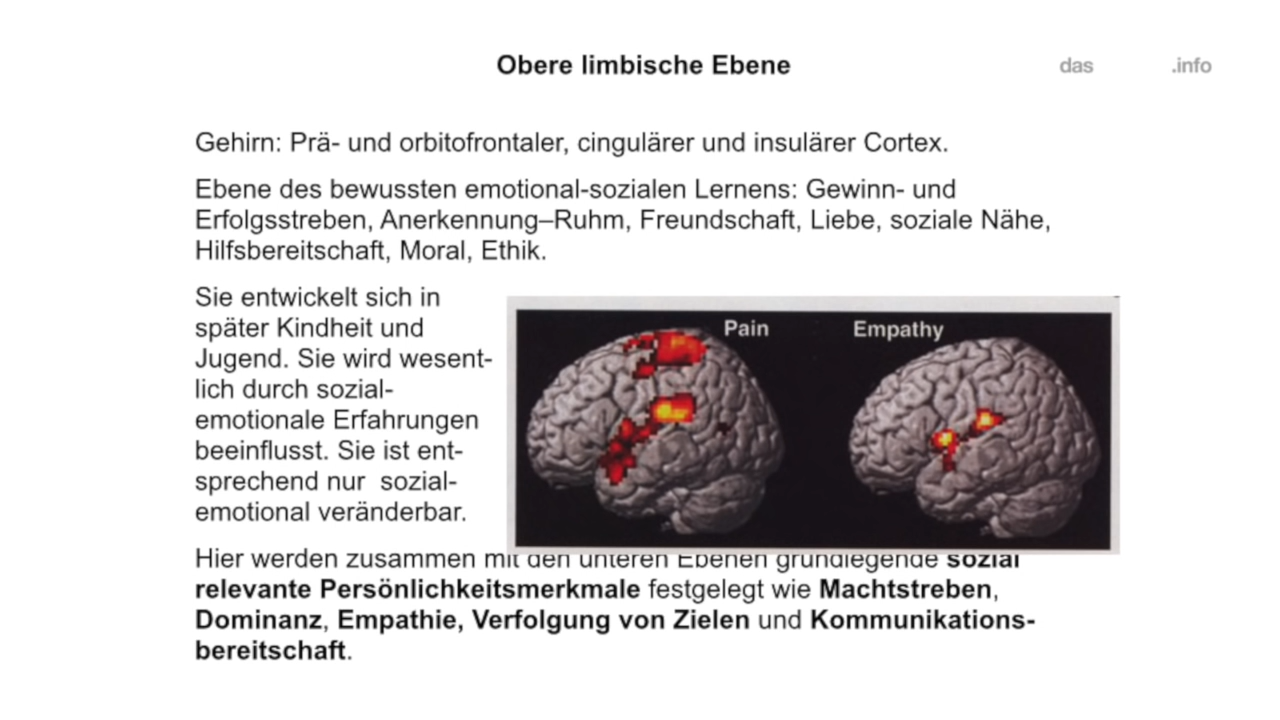 Obere limbische Ebene
das .info
Gehirn: Prä- und orbitofrontaler, cingulärer und insulärer Cortex.
Ebene des bewussten emotional-sozialen Lernens: Gewinn- und
Erfolgsstreben, Anerkennung–Ruhm, Freundschaft, Liebe, soziale Nähe,
Hilfsbereitschaft, Moral, Ethik.
Sie entwickelt sich in
später Kindheit und
Jugend. Sie wird wesent-
lich durch sozial-
emotionale Erfahrungen
beeinflusst. Sie ist ent-
sprechend nur sozial-
emotional veränderbar.
Pain
Empathy
Hier werden zusammen mit den unteren Ebenen grundlegende sozial
relevante Persönlichkeitsmerkmale festgelegt wie Machtstreben,
Dominanz, Empathie, Verfolgung von Zielen und Kommunikations-
bereitschaft.